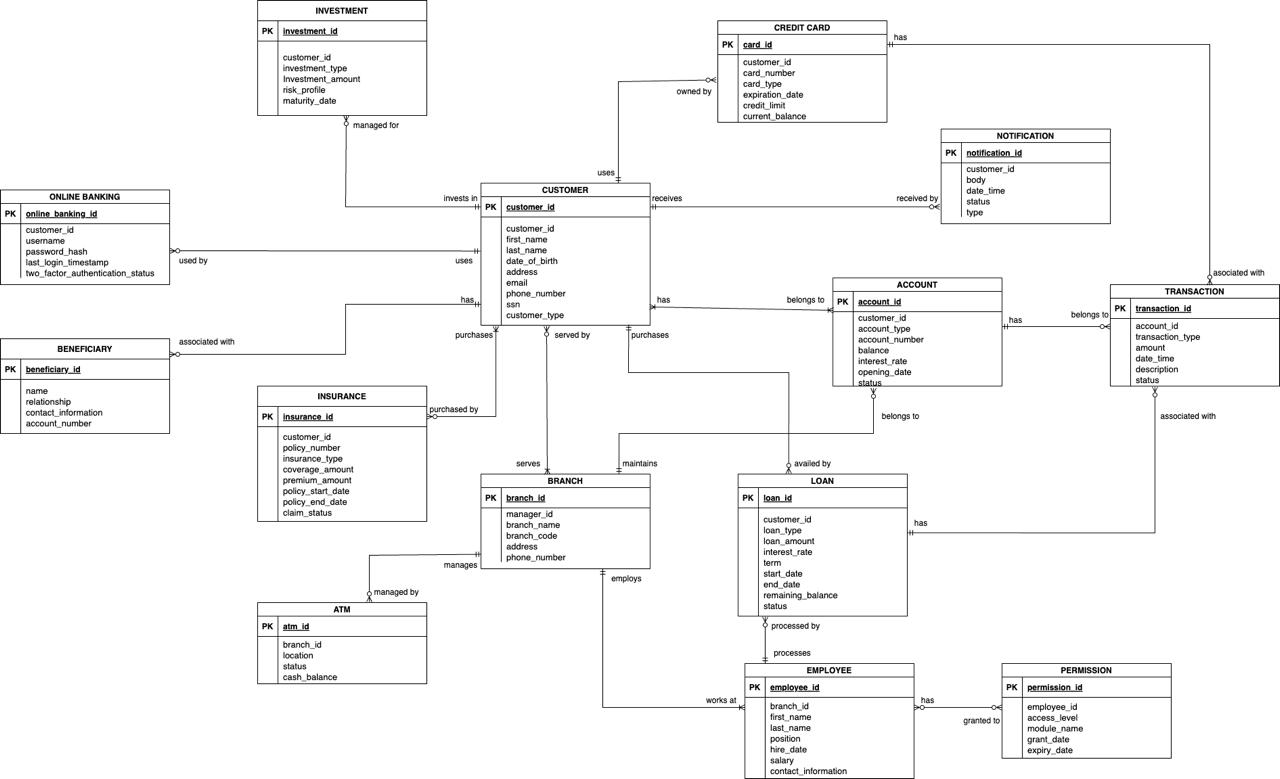 INVESTMENT
PK investment_id
customer_id
investment_type
Investment_amount
risk_profile
maturity_date
managed for
CREDIT CARD
PK card_id
customer_id
card_number
card_type
expiration_date
credit_limit
current_balance
has
owned by
uses
NOTIFICATION
PK notification_id
customer_id
body
date_time
status
type
received by
receives
invests in
CUSTOMER
PK customer_id
customer_id
first_name
last_name
date_of_birth
address
email
phone_number
ssn
customer_type
ONLINE BANKING
PK online_banking_id
customer_id
username
password_hash
last_login_timestamp
two_factor_authentication_status
used by
uses
has
associated with
BENEFICIARY
PK beneficiary_id
name
relationship
contact_information
account_number
has
belongs to
ACCOUNT
PK account_id
customer_id
account_type
account_number
balance
interest_rate
opening_date
status
has
belongs to
asociated with
TRANSACTION
PK transaction_id
account_id
transaction_type
amount
date_time
description
status
associated with
purchases
served by
purchases
belongs to
INSURANCE
PK insurance_id
customer_id
policy_number
insurance_type
coverage_amount
premium_amount
policy_start_date
policy_end_date
claim_status
purchased by
serves
maintains
availed by
BRANCH
PK branch_id
manager_id
branch_name
branch_code
address
phone_number
manages
employs
LOAN
PK loan_id
customer_id
loan_type
loan_amount
interest_rate
term
start_date
end_date
remaining_balance
status
has
processed by
processes
managed by
ATM
PK atm_id
branch_id
location
status
cash_balance
works at
EMPLOYEE
PK employee_id
branch_id
first_name
last_name
position
hire_date
salary
contact_information
has
granted to
PERMISSION
PK permission_id
employee_id
access_level
module_name
grant_date
expiry_date